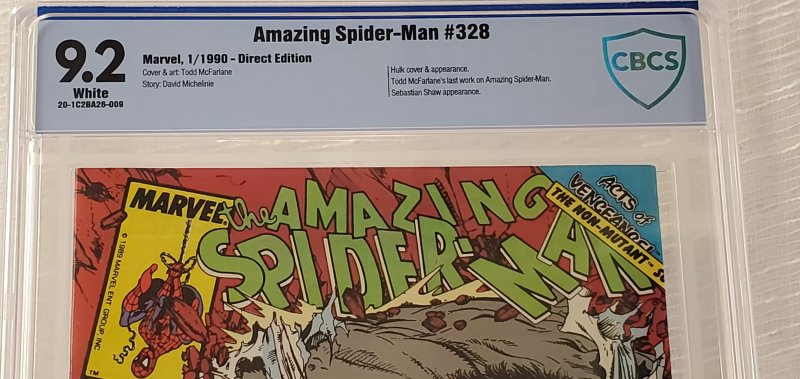 Amazing Spider-Man #328
9.2
White
20-1C2BA26-009
Marvel, 1/1990 - Direct Edition
Cover & art: Todd McFarlane
Story: David Michelinie
Hulk cover & appearance.
Todd McFarlane's last work on Amazing Spider-Man.
Sebastian Shaw appearance.
CBCS
MARVEL
the AMAZING
SPIDER-MAN
ACTS of
VENGEANCE!
THE NON-MUTANT
© 1989 MARVEL ENT GROUP INC
TM